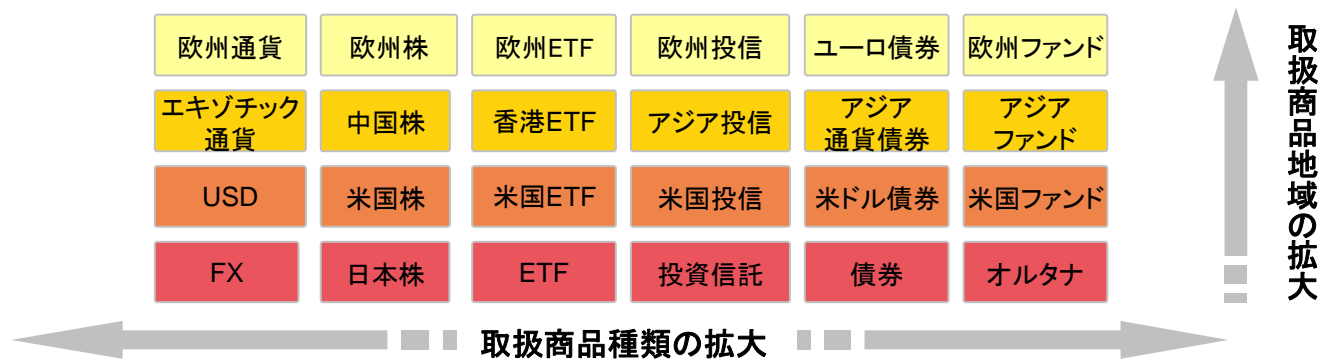 欧州通貨
欧州株
欧州ETF
欧州投信
ユーロ債券
欧州ファンド
エキゾチック
通貨
中国株
香港ETF
アジア投信
アジア
通貨債券
アジア
ファンド
USD
米国株
米国ETF
米国投信
米ドル債券
米国ファンド
FX
日本株
ETF
投資信託
債券
オルタナ
取扱商品種類の拡大
取扱商品地域の拡大